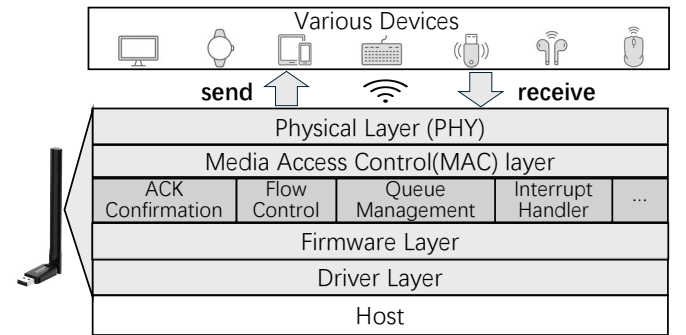 Various Devices
send
receive
Physical Layer (PHY)
Media Access Control(MAC) layer
ACK
Confirmation
Flow
Control
Queue
Management
Interrupt
Handler
...
Firmware Layer
Driver Layer
Host